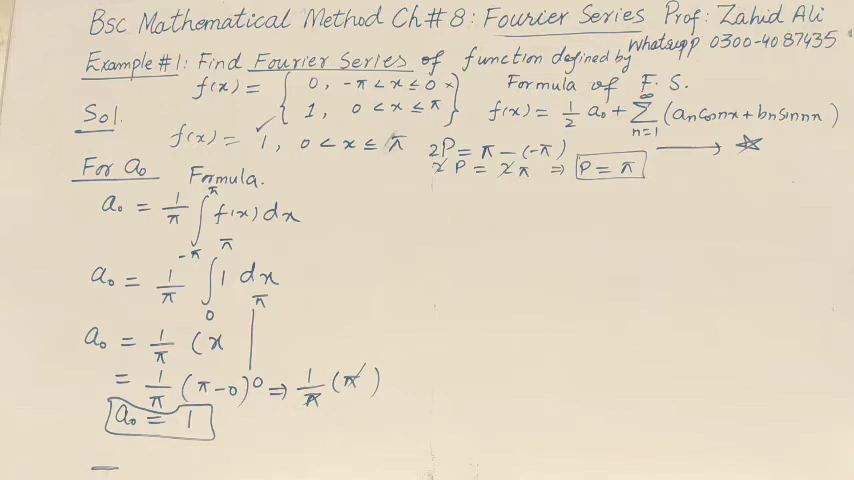 Bsc Mathematical Method Ch # 8: Fourier Series Prof: Zahid Ali
Whatsapp 0300-4087435
Example #1: Find Fourier Series of function defined by
f(x) = { 0, -π < x ≤ 0 ×
1, 0 < x ≤ π }
Sol.
f(x) = 1, 0 < x ≤ π
Formula of F. S.
f(x) = 1/2 a₀ + ∑ₙ₌₁^∞ (aₙ cos nx + bₙ sin nx)
2P = π - (-π)
2P = 2π ⇒ P = π
For a₀ Formula.
a₀ = 1/π ∫_{-π}^{π} f(x) dx
a₀ = 1/π ∫_0^π 1 dx
a₀ = 1/π (x |_0^π
= 1/π (π - 0) ⇒ 1/π (π)
a₀ = 1